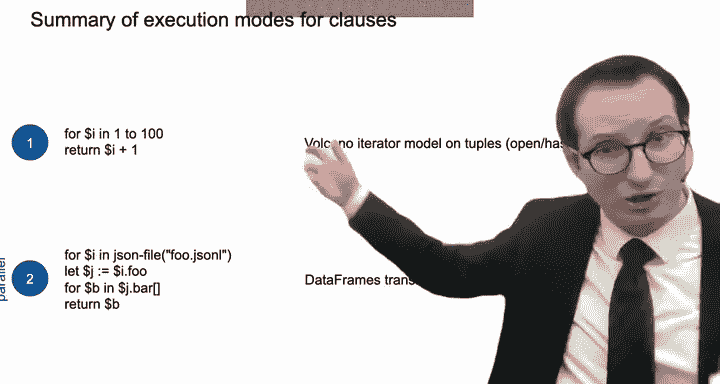 Summary of execution modes for clauses
1
for $i in 1 to 100
return $i + 1
Volcano iterator model on tuples (open/has
parallel
2
for $i in json-file("foo.jsonl")
let $j := $i.foo
for $b in $j.bar[]
return $b
DataFrames trans